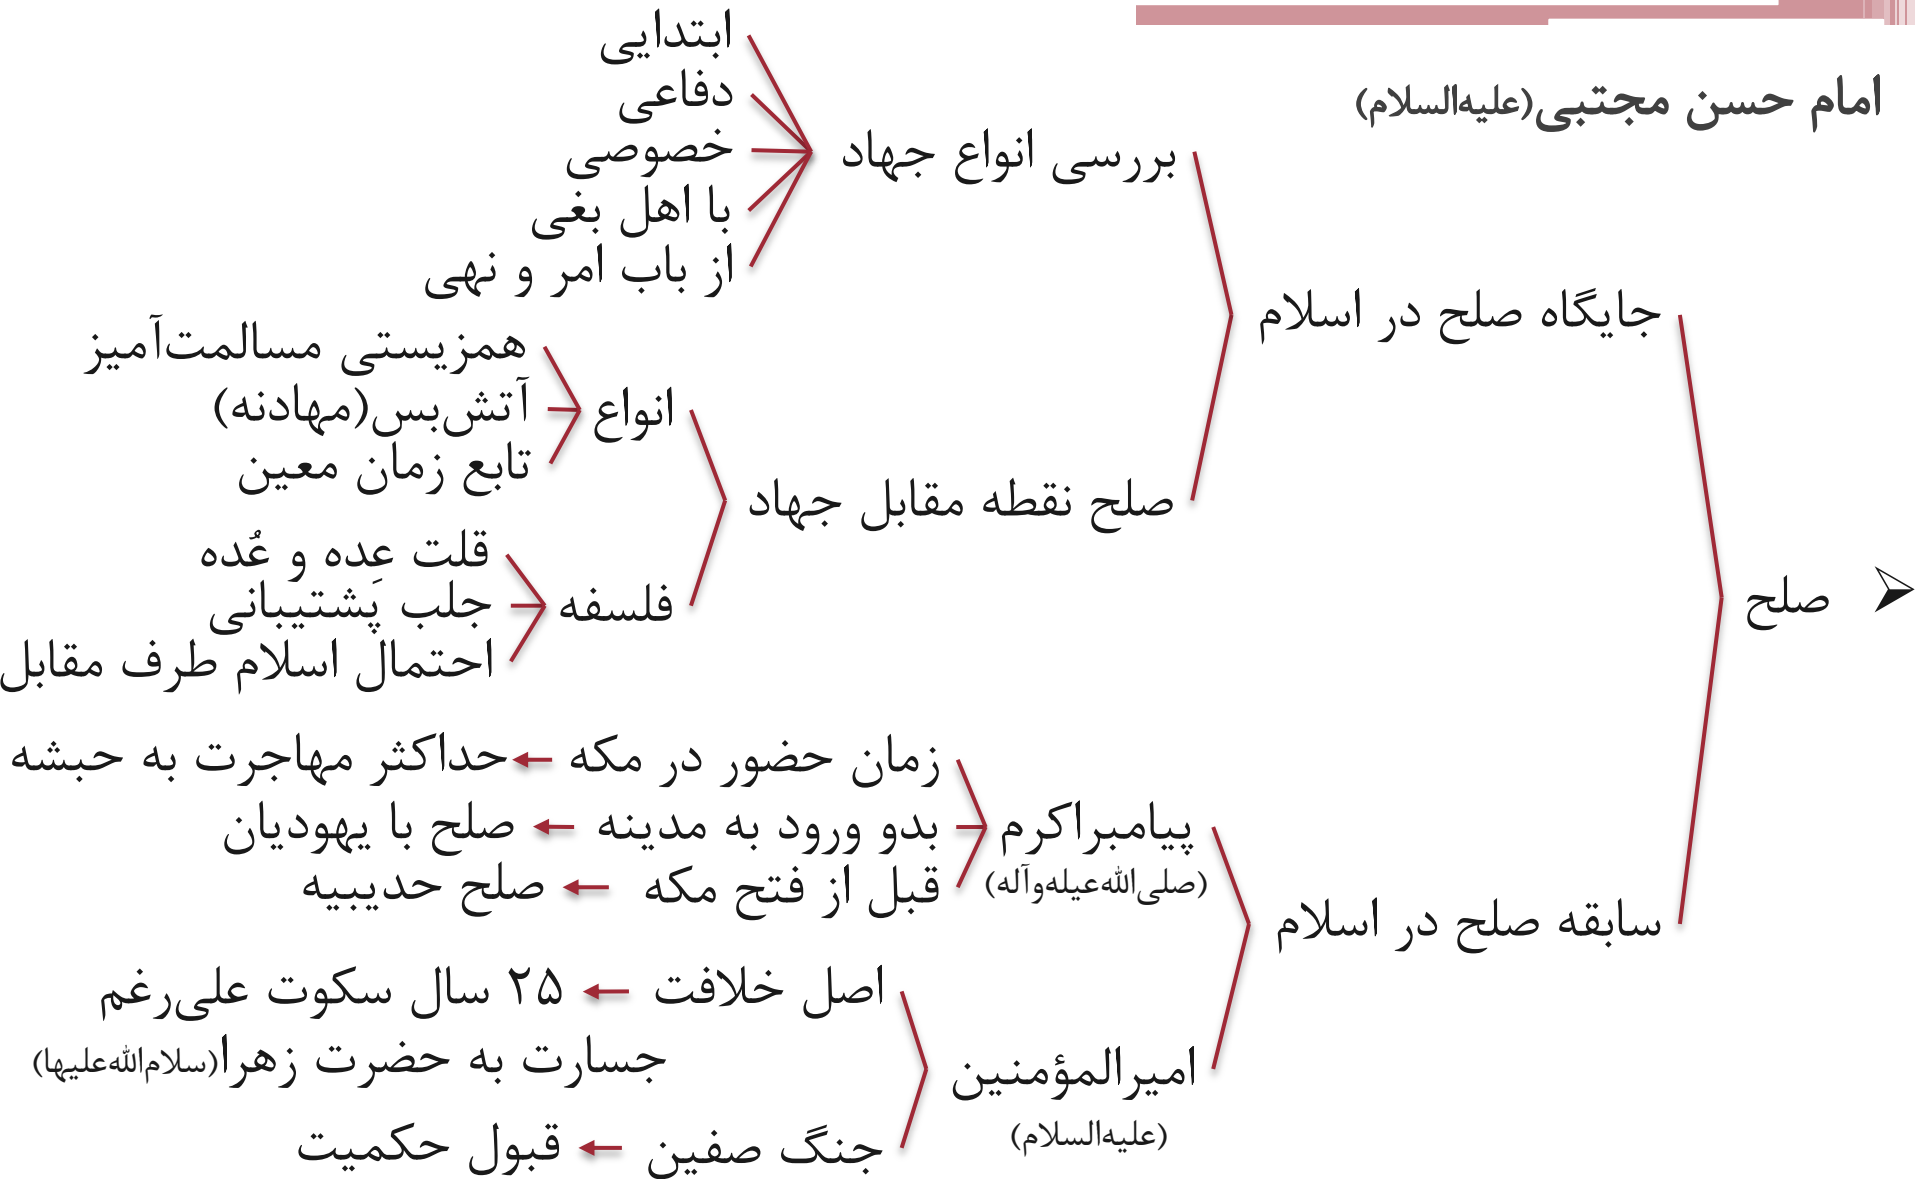 امام حسن مجتبی(علیه‌السلام)
صلح
جایگاه صلح در اسلام
بررسی انواع جهاد
ابتدایی
دفاعی
خصوصی
با اهل بغی
از باب امر و نهی
صلح نقطه مقابل جهاد
انواع
همزیستی مسالمت‌آمیز
آتش‌بس(مهادنه)
تابع زمان معین
فلسفه
قلت عِده و عُده
جلب پشتیبانی
احتمال اسلام طرف مقابل
سابقه صلح در اسلام
پیامبراکرم
(صلی‌الله‌عیله‌وآله)
زمان حضور در مکه ← حداکثر مهاجرت به حبشه
بدو ورود به مدینه ← صلح با یهودیان
قبل از فتح مکه ← صلح حدیبیه
امیرالمؤمنین
(علیه‌السلام)
اصل خلافت ← ۲۵ سال سکوت علی‌رغم
جسارت به حضرت زهرا(سلام‌الله‌علیها)
جنگ صفین ← قبول حکمیت